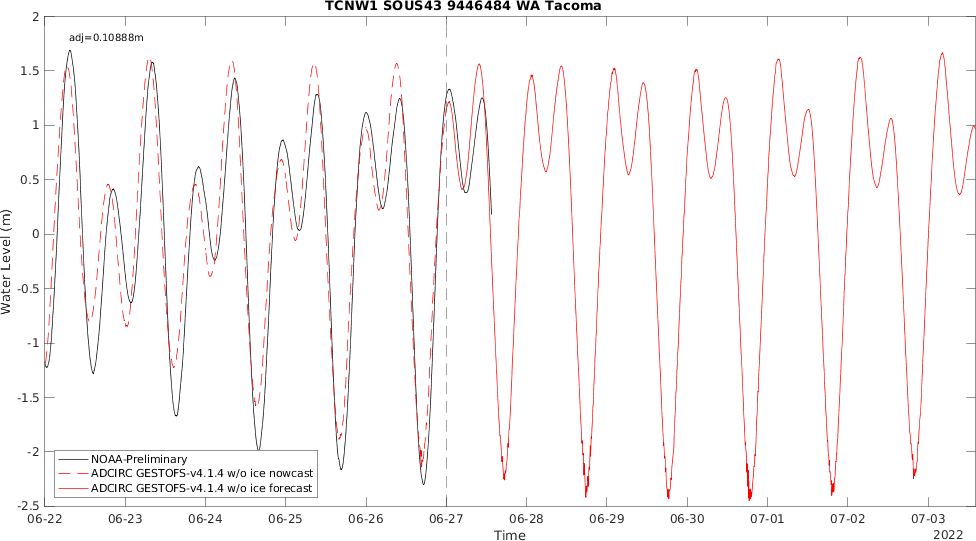 TCNW1 SOUS43 9446484 WA Tacoma
adj=0.10888m
2
1.5
1
0.5
0
-0.5
-1
-1.5
-2
-2.5
Water Level (m)
NOAA-Preliminary
ADCIRC GESTOFS-v4.1.4 w/o ice nowcast
ADCIRC GESTOFS-v4.1.4 w/o ice forecast
06-22 06-23 06-24 06-25 06-26 06-27 06-28 06-29 06-30 07-01 07-02 07-03
Time
2022